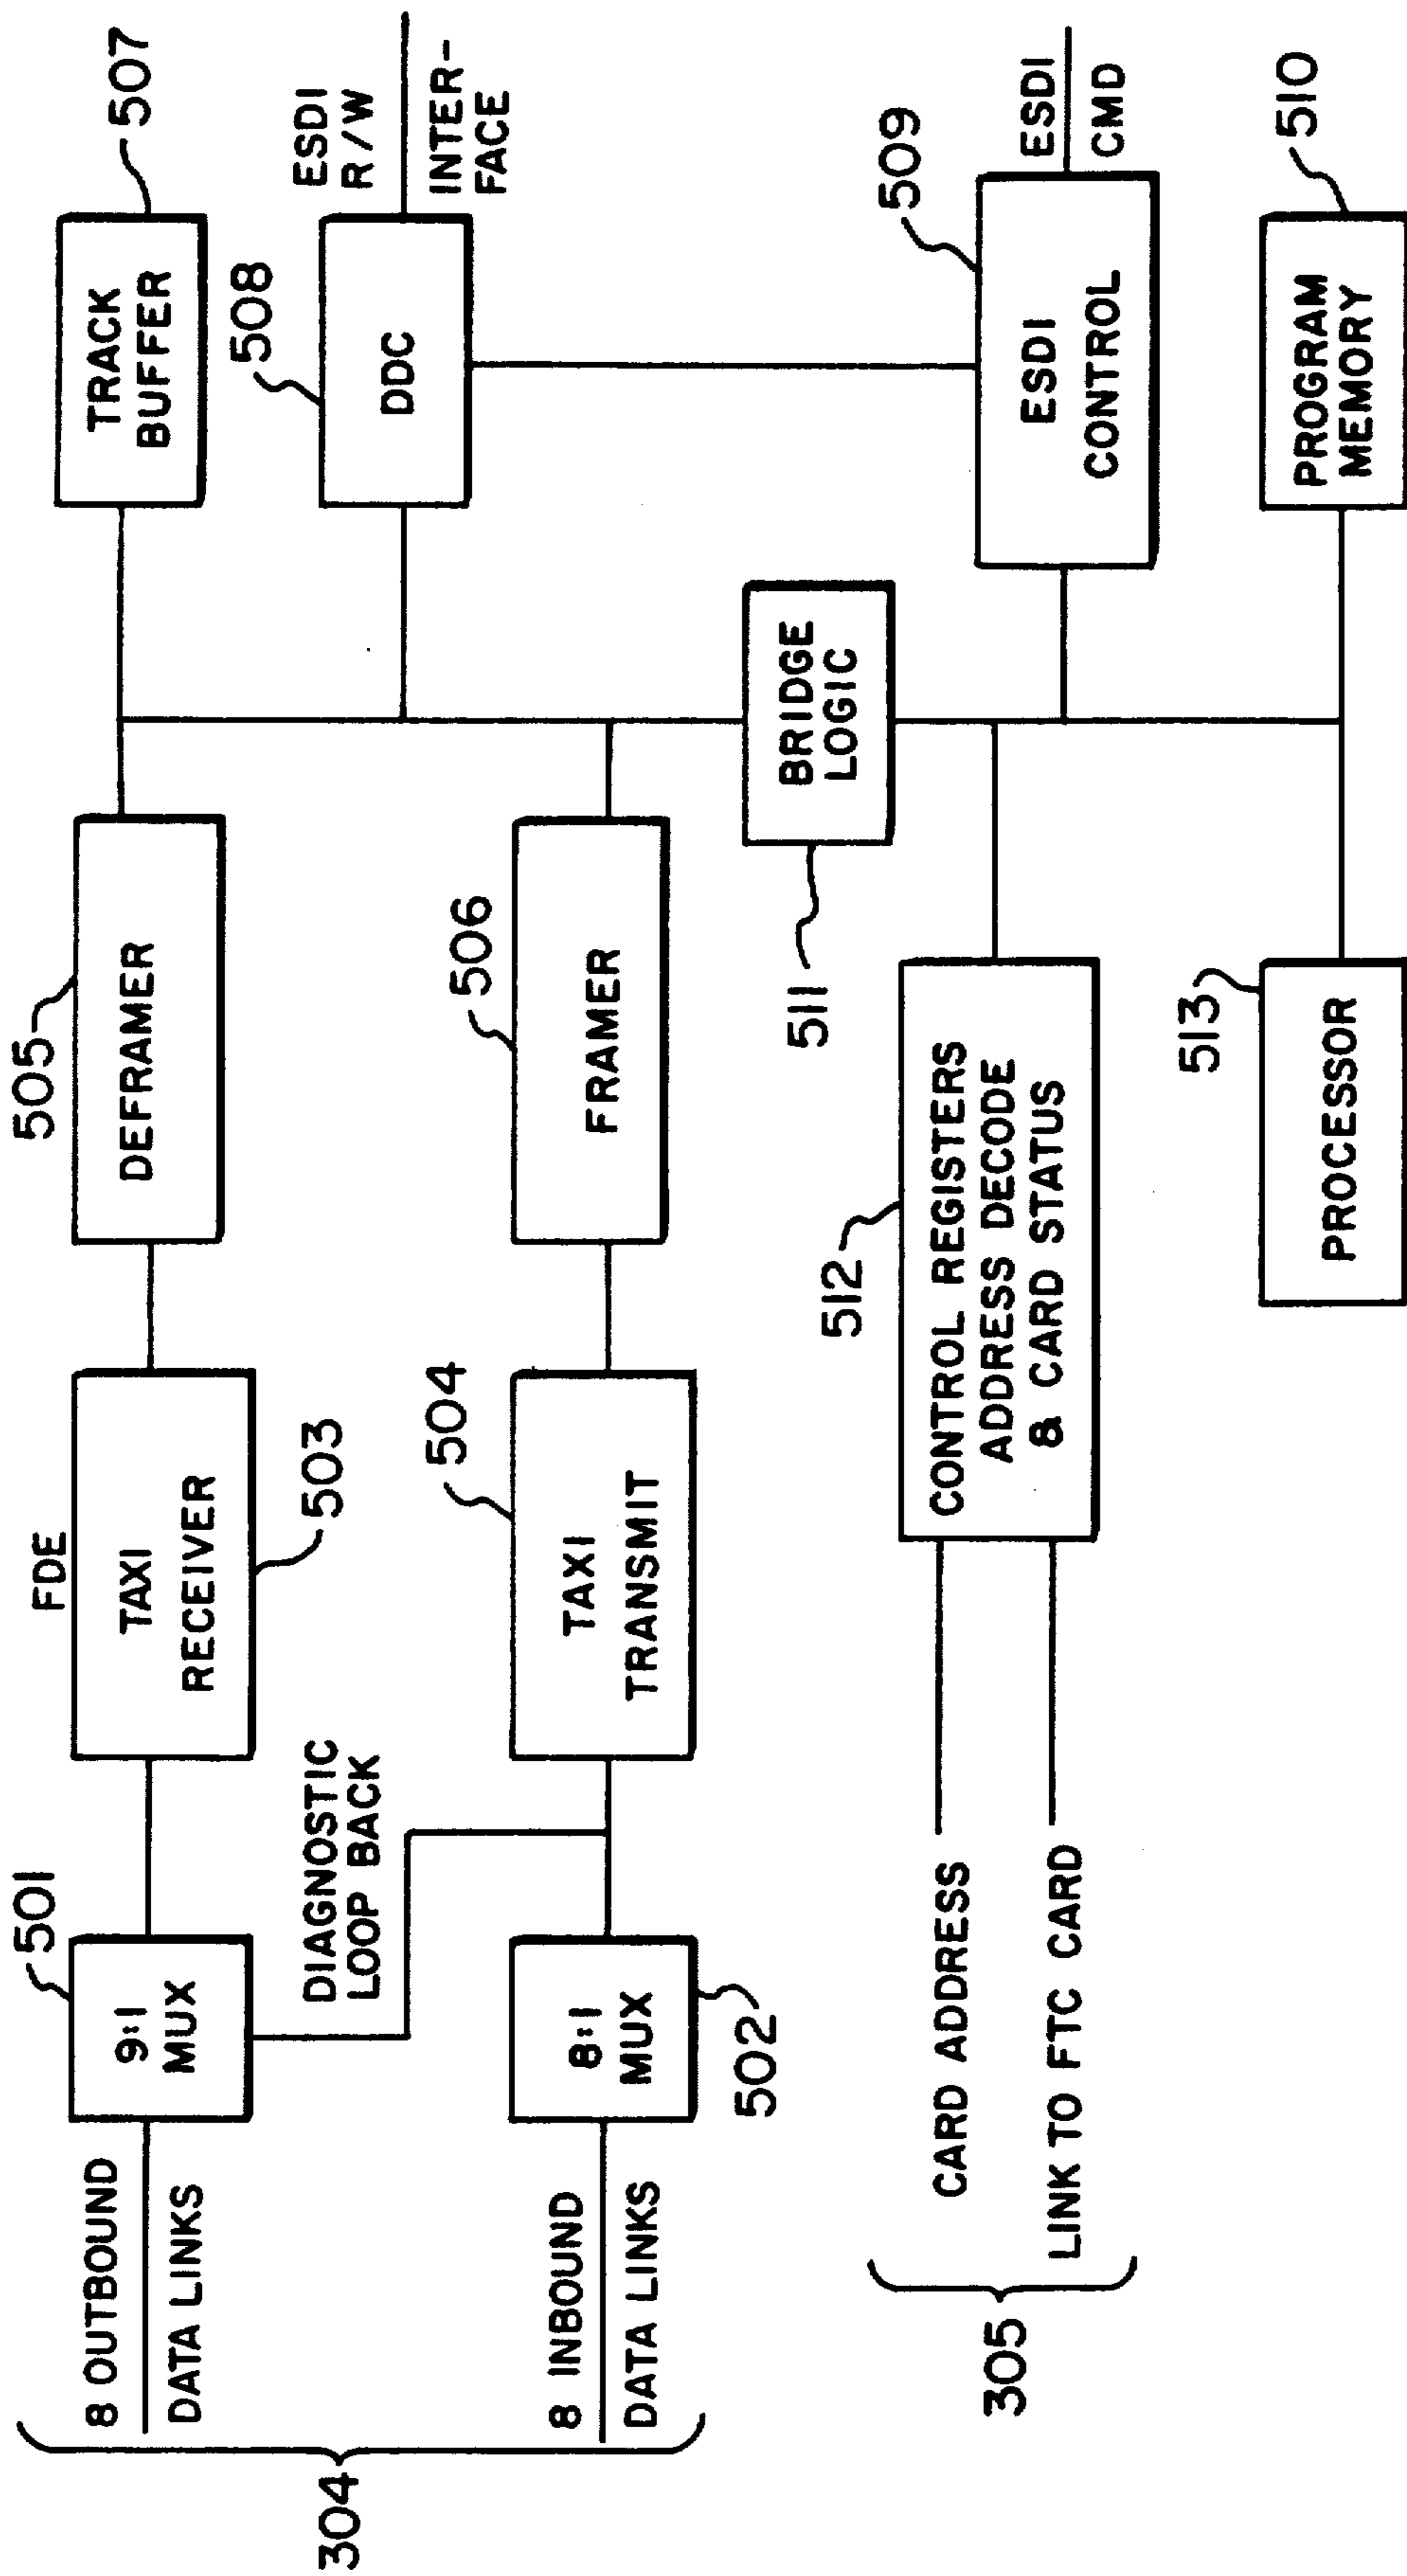 304
8 OUTBOUND
DATA LINKS
8 INBOUND
DATA LINKS
501
9:1
MUX
8:1
MUX
502
DIAGNOSTIC
LOOP BACK
FDE
TAXI
RECEIVER
503
504
TAXI
TRANSMIT
505
DEFRAMER
506
FRAMER
507
TRACK
BUFFER
508
DDC
ESDI
R/W
INTER-
FACE
511
BRIDGE
LOGIC
509
ESDI
CONTROL
ESDI
CMD
305
CARD ADDRESS
LINK TO FTC CARD
512
CONTROL REGISTERS
ADDRESS DECODE
& CARD STATUS
513
PROCESSOR
510
PROGRAM
MEMORY